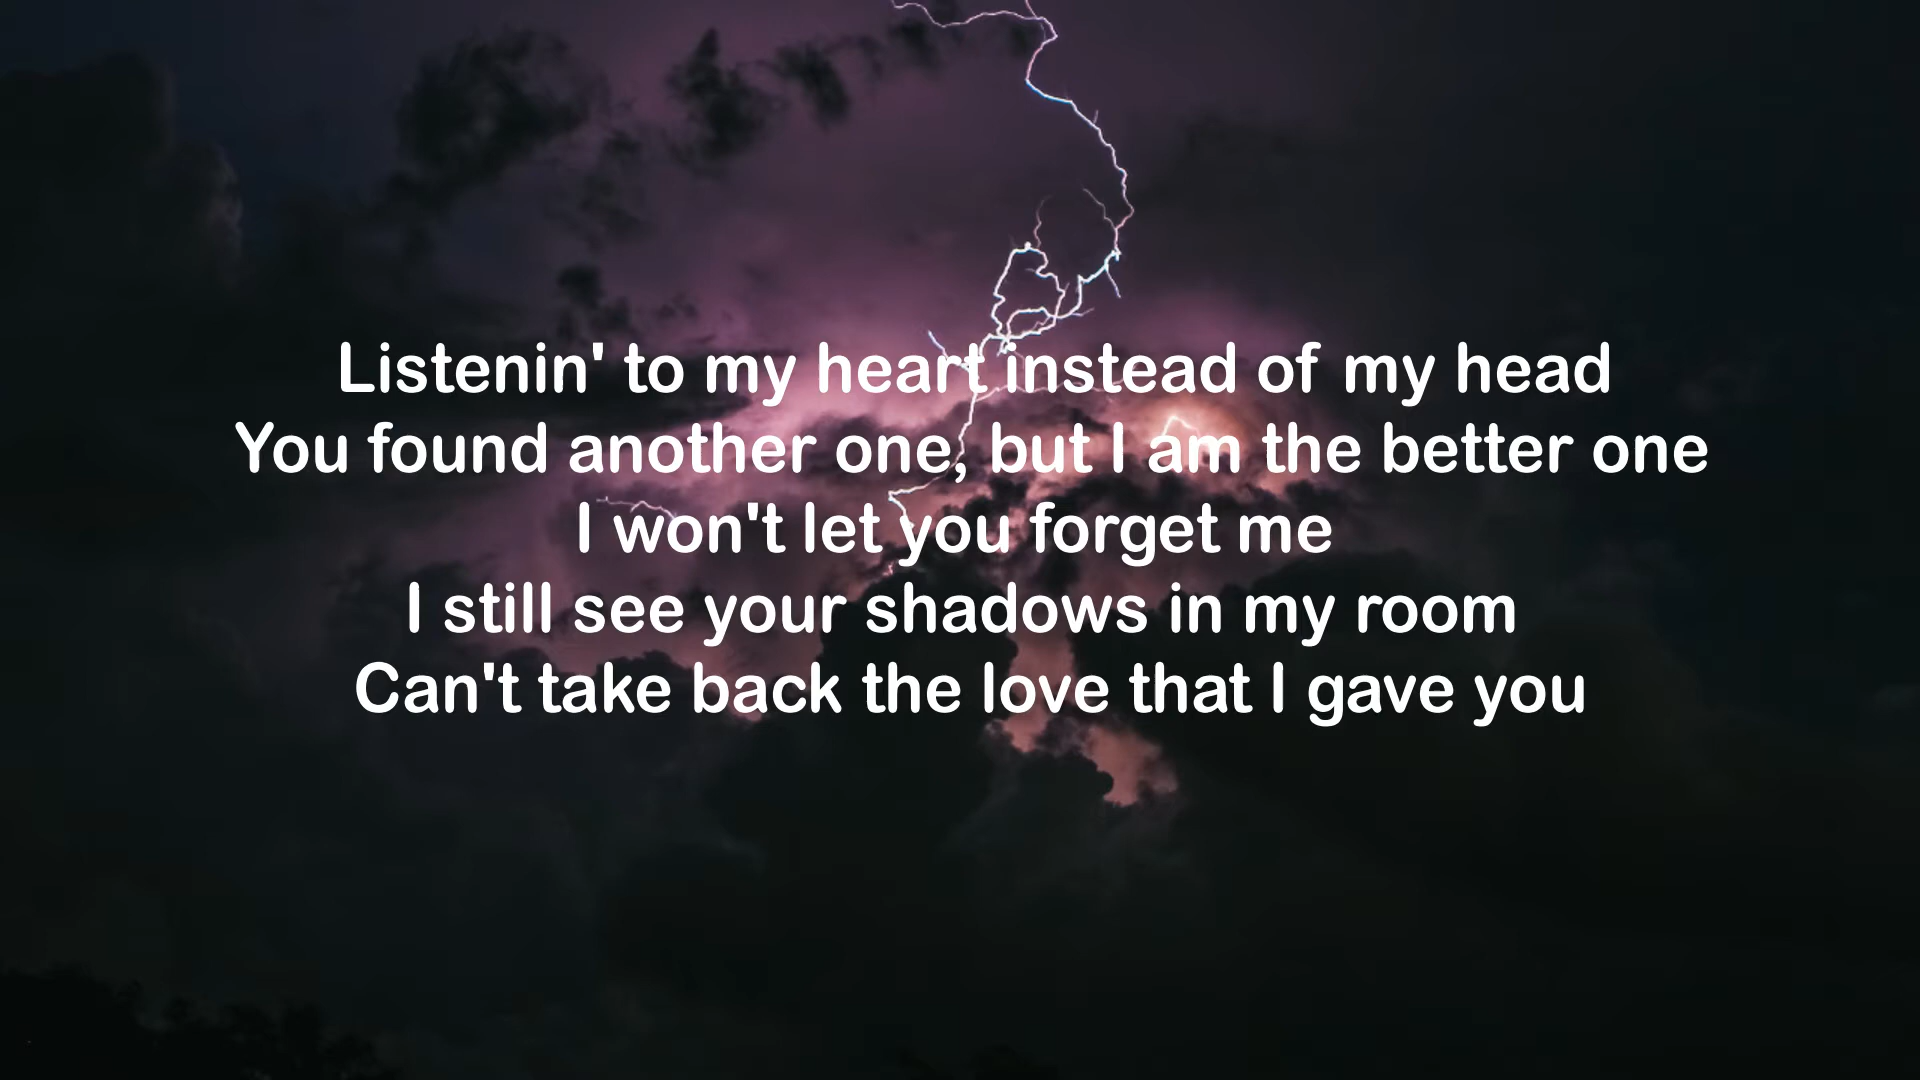 Listenin' to my heart instead of my head
You found another one, but I am the better one
I won't let you forget me
I still see your shadows in my room
Can't take back the love that I gave you